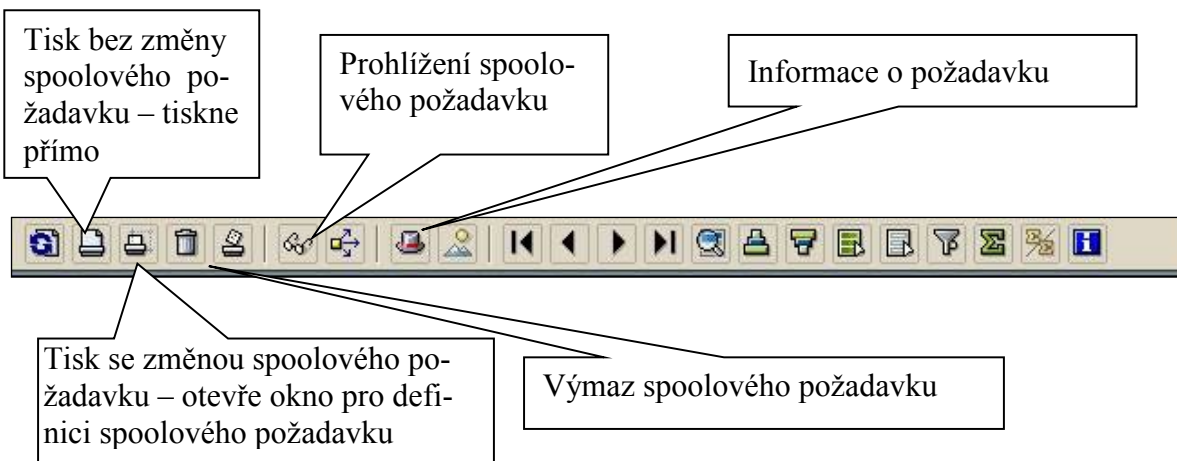 Tisk bez změny
spoolového po-
žadavku – tiskne
přímo
Prohlížení spoolo-
vého požadavku
Informace o požadavku
Tisk se změnou spoolového po-
žadavku – otevře okno pro defi-
nici spoolového požadavku
Výmaz spoolového požadavku